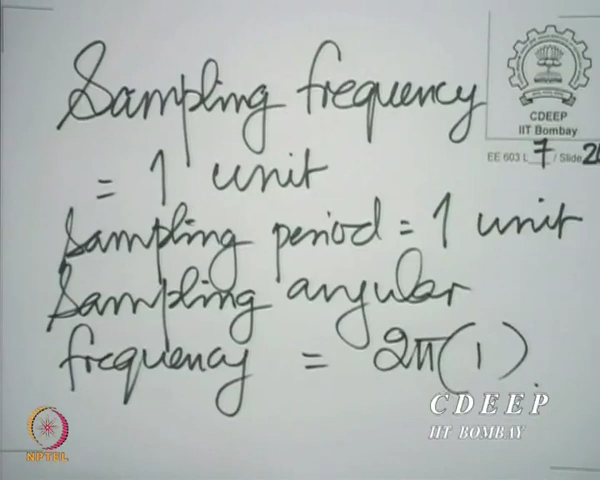 Sampling frequency
= 1 unit
Sampling period = 1 unit
Sampling angular
frequency = 2π(1)
CDEEP
IIT Bombay
EE 603 L 7 / Slide 20
CDEEP
IIT BOMBAY
NPTEL